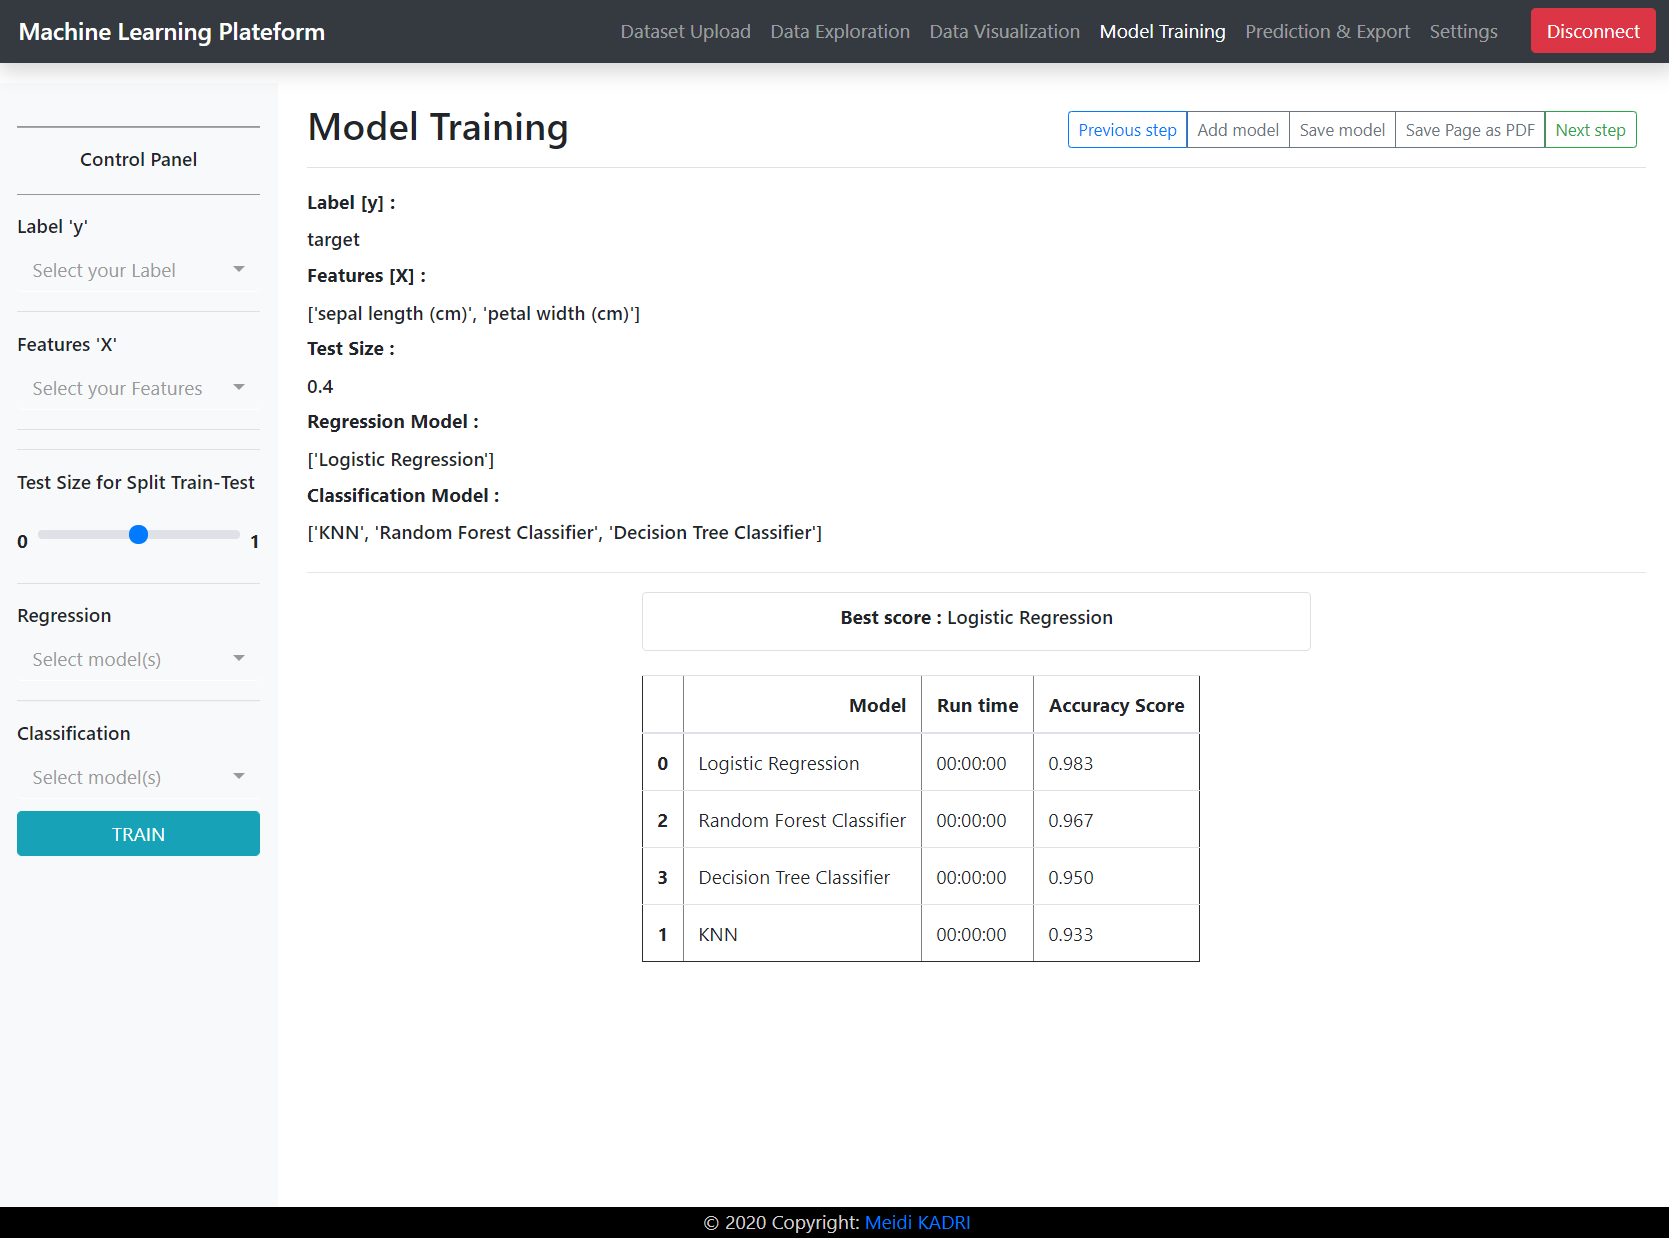 Machine Learning Plateform
Dataset Upload Data Exploration Data Visualization Model Training Prediction & Export Settings Disconnect
Control Panel
Label 'y'
Select your Label
Features 'X'
Select your Features
Test Size for Split Train-Test
0 1
Regression
Select model(s)
Classification
Select model(s)
TRAIN
Model Training
Previous step Add model Save model Save Page as PDF Next step
Label [y] :
target
Features [X] :
['sepal length (cm)', 'petal width (cm)']
Test Size :
0.4
Regression Model :
['Logistic Regression']
Classification Model :
['KNN', 'Random Forest Classifier', 'Decision Tree Classifier']
Best score : Logistic Regression
Model Run time Accuracy Score
0 Logistic Regression 00:00:00 0.983
2 Random Forest Classifier 00:00:00 0.967
3 Decision Tree Classifier 00:00:00 0.950
1 KNN 00:00:00 0.933
© 2020 Copyright: Meidi KADRI